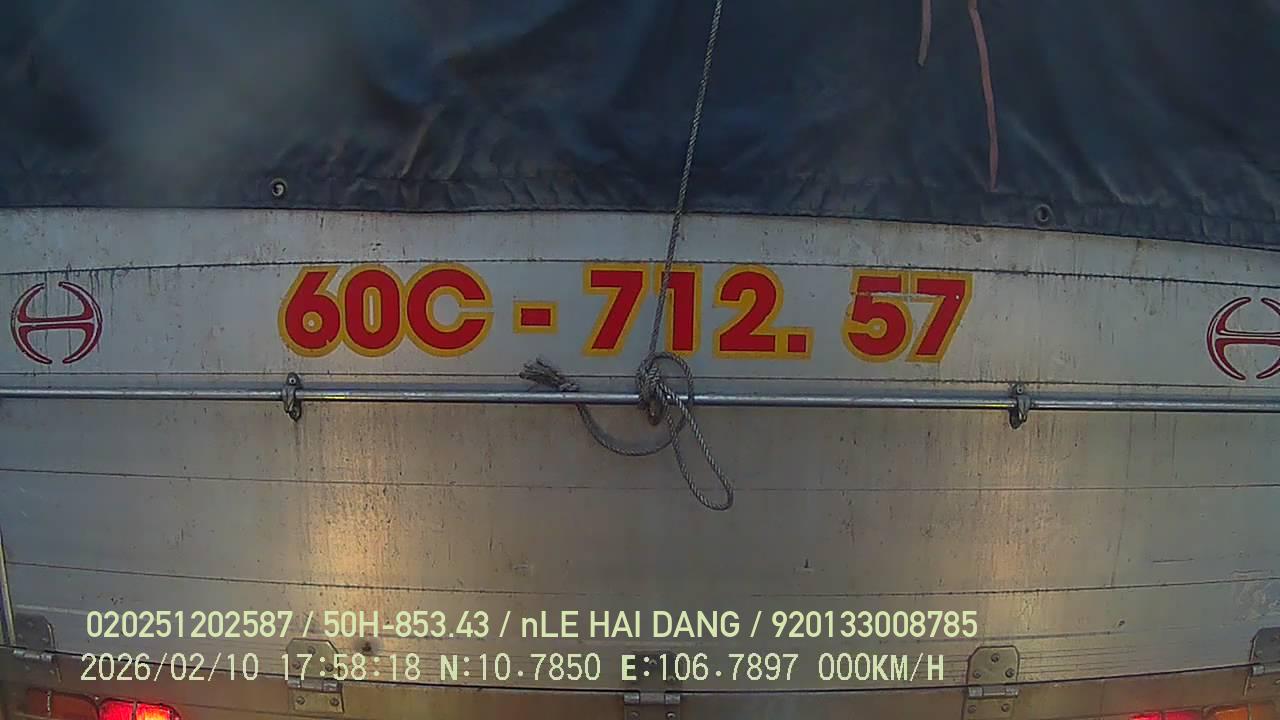 60C - 712. 57
020251202587 / 50H-853.43 / nLE HAI DANG / 920133008785
2026/02/10 17:58:18 N:10.7850 E:106.7897 000KM/H